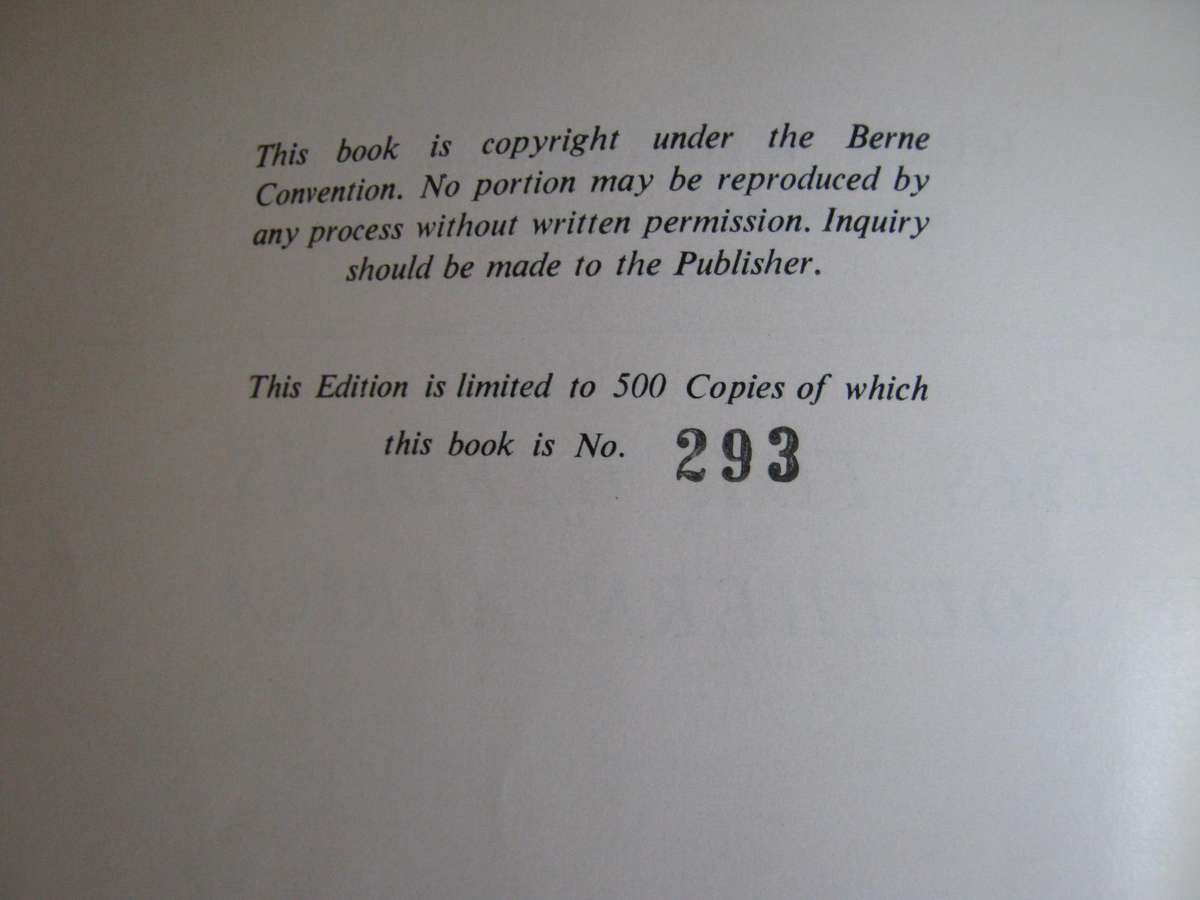 This book is copyright under the Berne
Convention. No portion may be reproduced by
any process without written permission. Inquiry
should be made to the Publisher.
This Edition is limited to 500 Copies of which
this book is No. 293